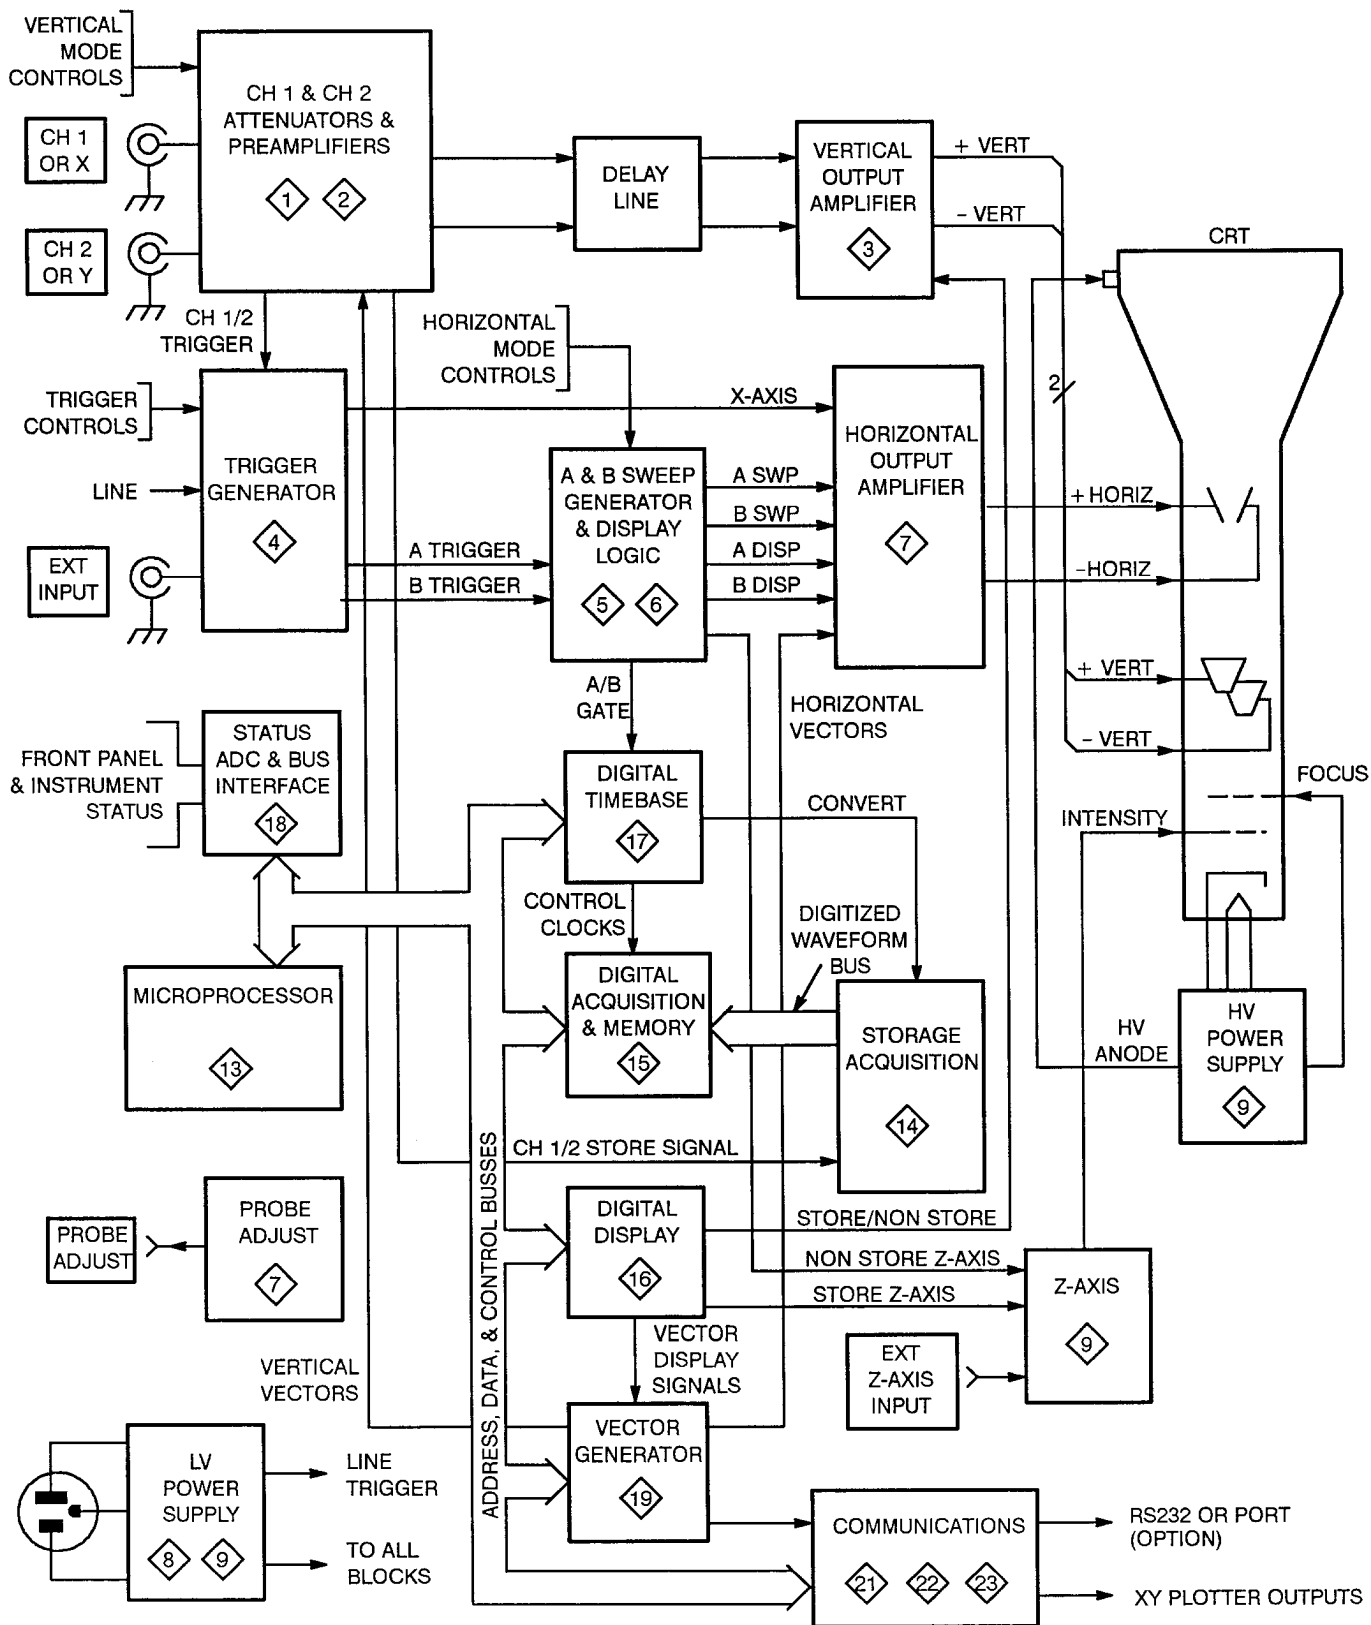 VERTICAL
MODE
CONTROLS
CH 1
OR X
CH 2
OR Y
CH 1 & CH 2
ATTENUATORS &
PREAMPLIFIERS
1
2
DELAY
LINE
VERTICAL
OUTPUT
AMPLIFIER
3
+ VERT
− VERT
CRT
CH 1/2
TRIGGER
HORIZONTAL
MODE
CONTROLS
2
TRIGGER
CONTROLS
LINE
EXT
INPUT
TRIGGER
GENERATOR
4
X-AXIS
A TRIGGER
B TRIGGER
A & B SWEEP
GENERATOR
& DISPLAY
LOGIC
5
6
A SWP
B SWP
A DISP
B DISP
HORIZONTAL
OUTPUT
AMPLIFIER
7
+ HORIZ
−HORIZ
+ VERT
− VERT
FOCUS
INTENSITY
A/B
GATE
HORIZONTAL
VECTORS
FRONT PANEL
& INSTRUMENT
STATUS
STATUS
ADC & BUS
INTERFACE
18
DIGITAL
TIMEBASE
17
CONVERT
CONTROL
CLOCKS
DIGITIZED
WAVEFORM
BUS
MICROPROCESSOR
13
DIGITAL
ACQUISITION
& MEMORY
15
STORAGE
ACQUISITION
14
HV
ANODE
HV
POWER
SUPPLY
9
CH 1/2 STORE SIGNAL
ADDRESS, DATA, & CONTROL BUSSES
PROBE
ADJUST
PROBE
ADJUST
7
DIGITAL
DISPLAY
16
STORE/NON STORE
NON STORE Z-AXIS
STORE Z-AXIS
Z-AXIS
9
EXT
Z-AXIS
INPUT
VECTOR
DISPLAY
SIGNALS
VERTICAL
VECTORS
VECTOR
GENERATOR
19
LV
POWER
SUPPLY
8
9
LINE
TRIGGER
TO ALL
BLOCKS
COMMUNICATIONS
21
22
23
RS232 OR PORT
(OPTION)
XY PLOTTER OUTPUTS